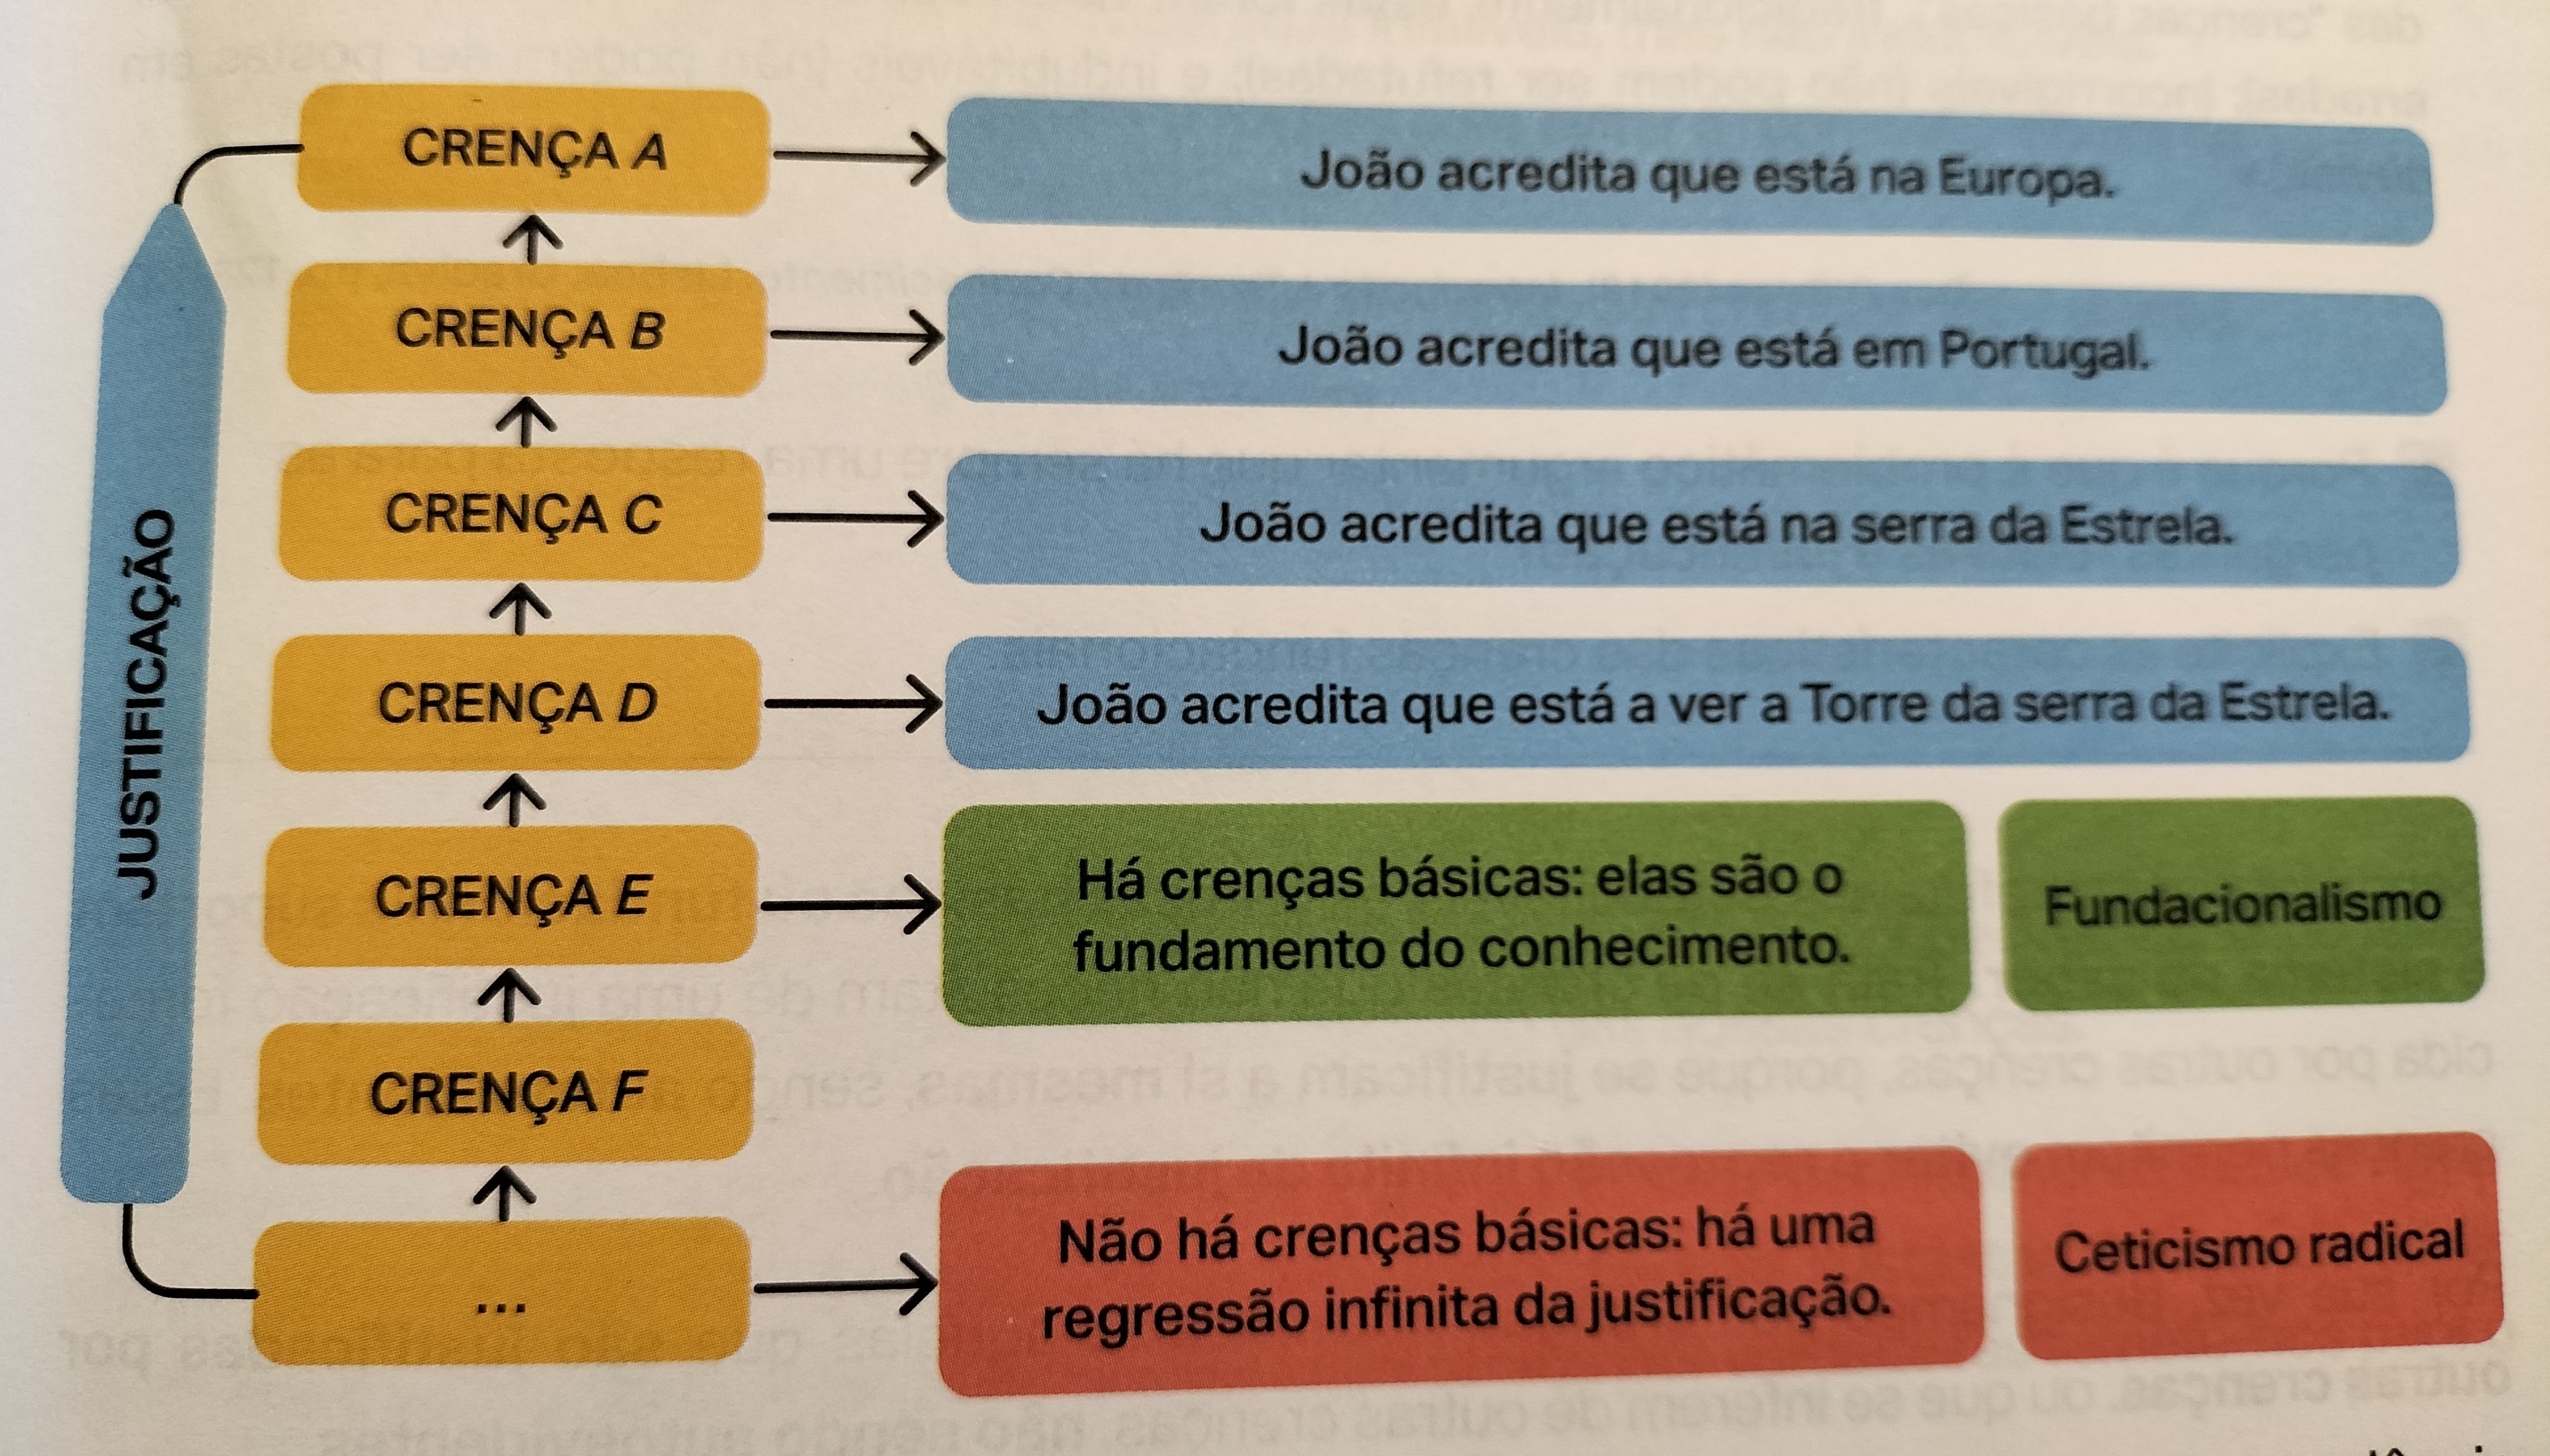 CRENÇA A
João acredita que está na Europa.
CRENÇA B
João acredita que está em Portugal.
CRENÇA C
João acredita que está na serra da Estrela.
CRENÇA D
João acredita que está a ver a Torre da serra da Estrela.
CRENÇA E
Há crenças básicas: elas são o
fundamento do conhecimento.
Fundacionalismo
CRENÇA F
...
Não há crenças básicas: há uma
regressão infinita da justificação.
Ceticismo radical
JUSTIFICAÇÃO